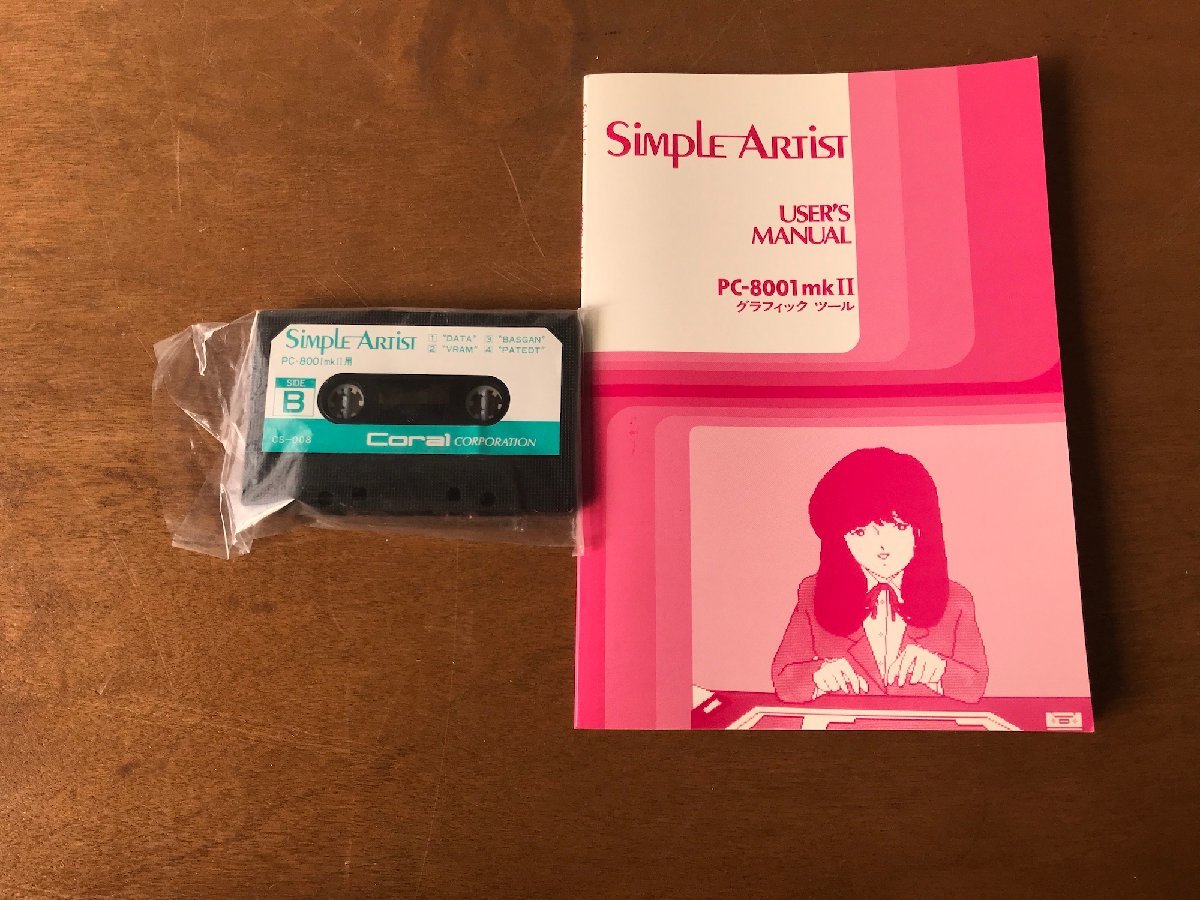 Simple Artist
1 "DATA" 3 "BASGAN"
2 "VRAM" 4 "PATEDT"
PC-8001mkII用
SIDE
B
CS-008
Coral CORPORATION
Simple Artist
USER'S
MANUAL
PC-8001mkII
グラフィック ツール